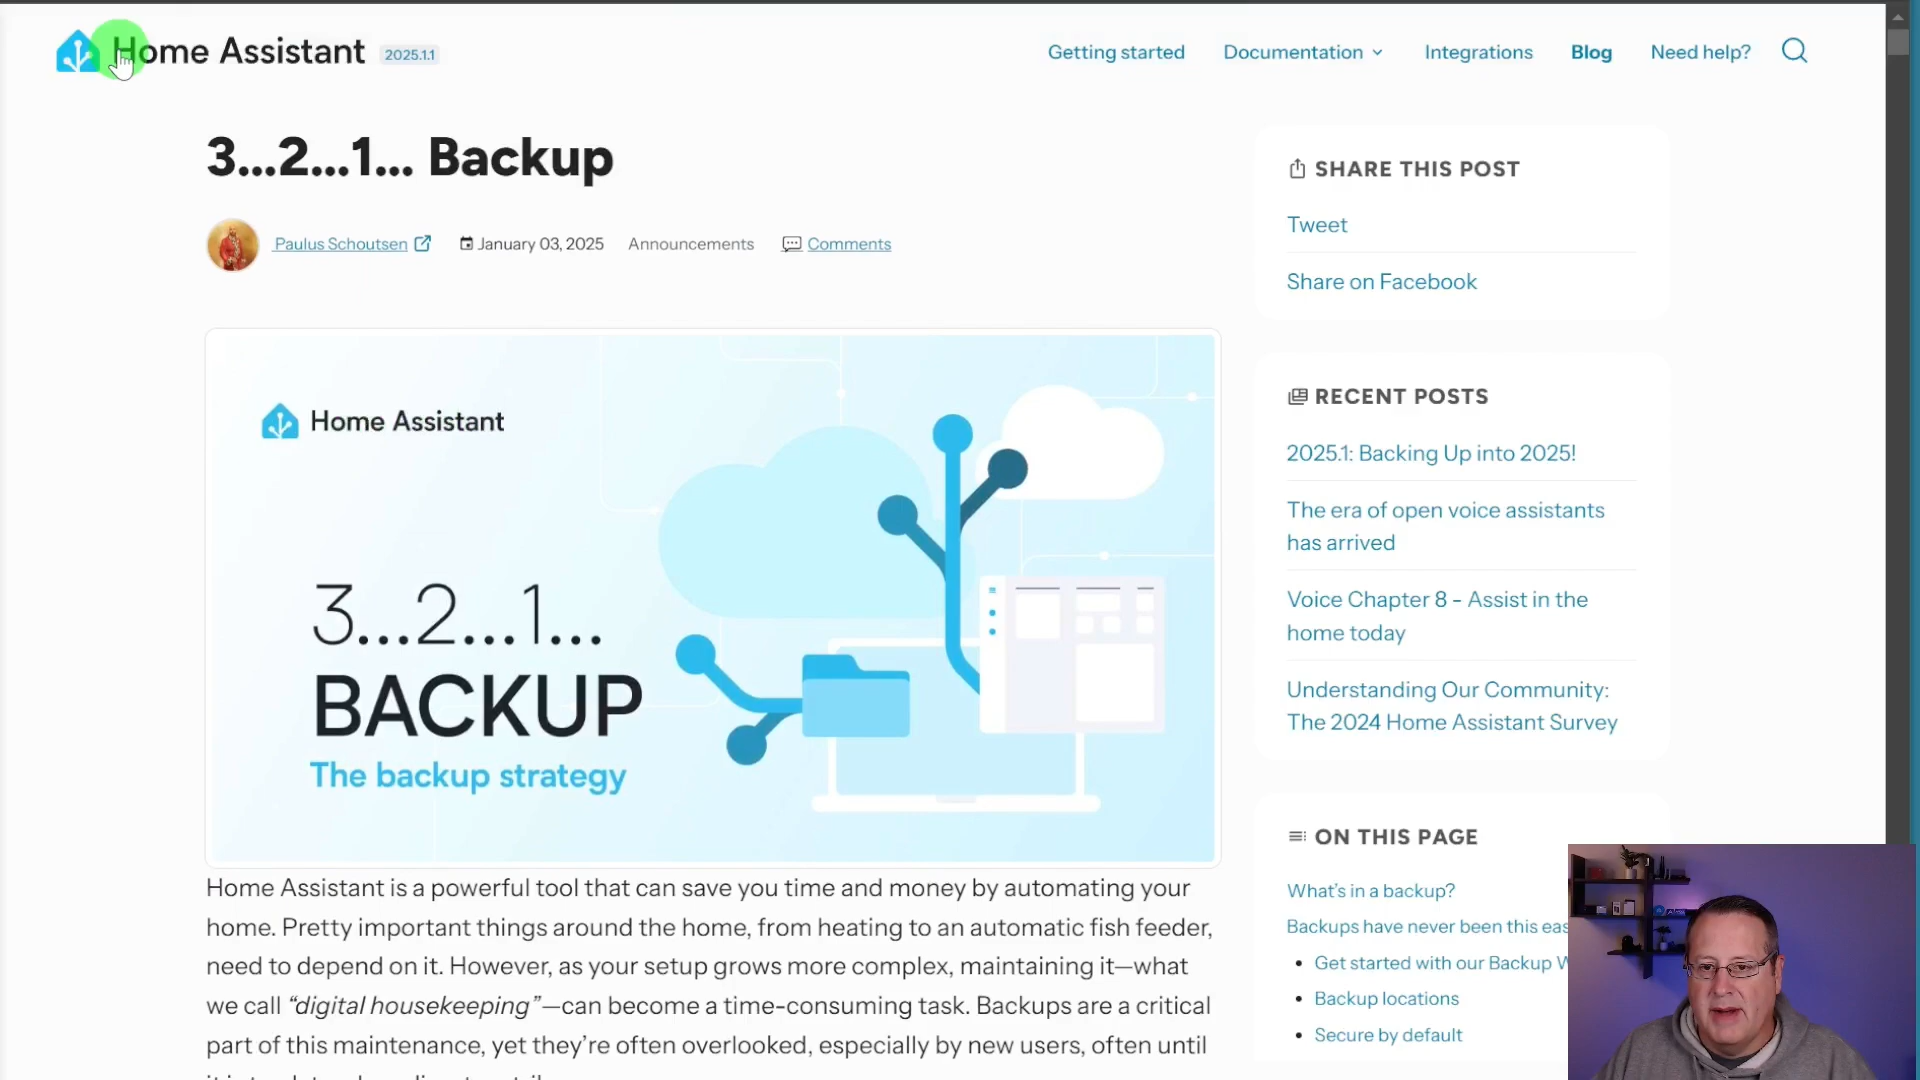 Home Assistant 2025.1.1
Getting started Documentation Integrations Blog Need help?
3...2...1... Backup
Paulus Schoutsen January 03, 2025 Announcements Comments
Home Assistant
3...2...1...
BACKUP
The backup strategy
Home Assistant is a powerful tool that can save you time and money by automating your
home. Pretty important things around the home, from heating to an automatic fish feeder,
need to depend on it. However, as your setup grows more complex, maintaining it—what
we call “digital housekeeping”—can become a time-consuming task. Backups are a critical
part of this maintenance, yet they’re often overlooked, especially by new users, often until
SHARE THIS POST
Tweet
Share on Facebook
RECENT POSTS
2025.1: Backing Up into 2025!
The era of open voice assistants
has arrived
Voice Chapter 8 - Assist in the
home today
Understanding Our Community:
The 2024 Home Assistant Survey
ON THIS PAGE
What’s in a backup?
Backups have never been this eas
Get started with our Backup W
Backup locations
Secure by default